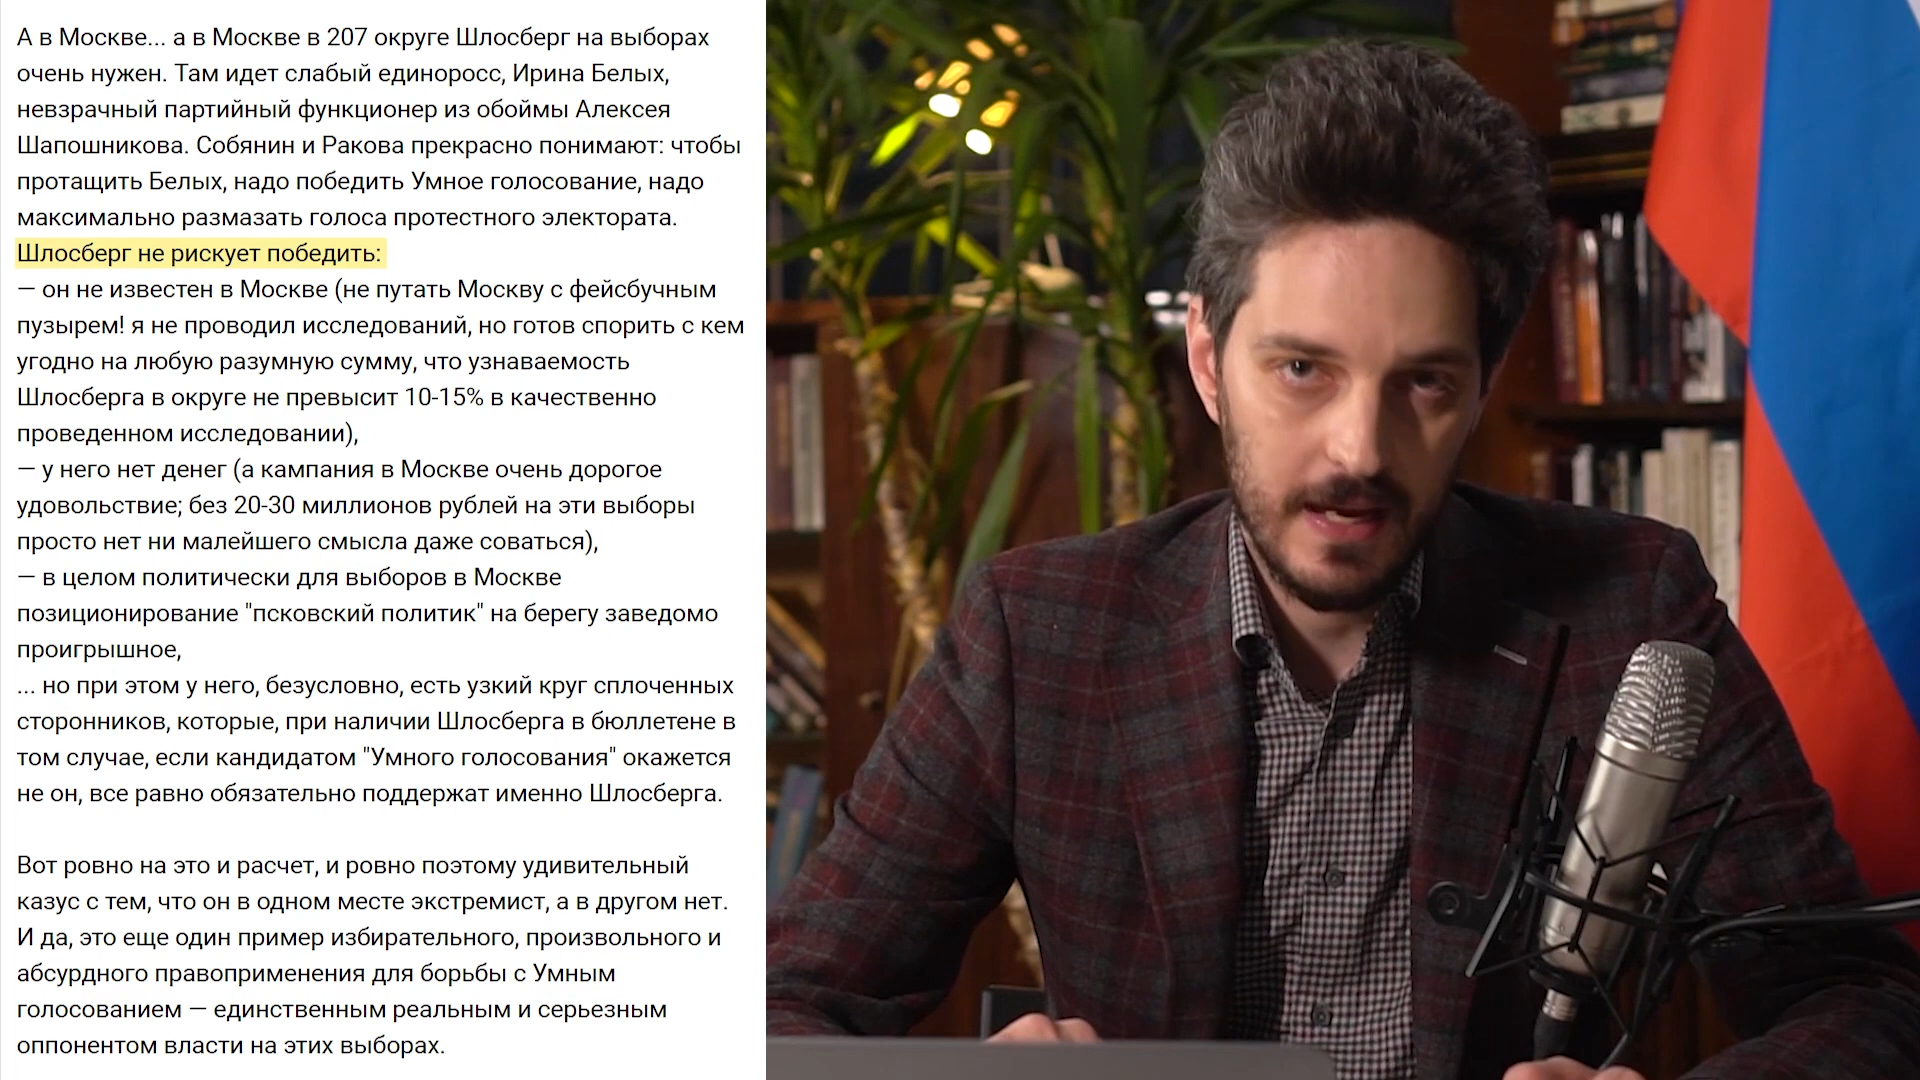 А в Москве... а в Москве в 207 округе Шлосберг на выборах
очень нужен. Там идет слабый единоросс, Ирина Белых,
невзрачный партийный функционер из обоймы Алексея
Шапошникова. Собянин и Ракова прекрасно понимают: чтобы
протащить Белых, надо победить Умное голосование, надо
максимально размазать голоса протестного электората.
Шлосберг не рискует победить:
— он не известен в Москве (не путать Москву с фейсбучным
пузырем! я не проводил исследований, но готов спорить с кем
угодно на любую разумную сумму, что узнаваемость
Шлосберга в округе не превысит 10-15% в качественно
проведенном исследовании),
— у него нет денег (а кампания в Москве очень дорогое
удовольствие; без 20-30 миллионов рублей на эти выборы
просто нет ни малейшего смысла даже соваться),
— в целом политически для выборов в Москве
позиционирование "псковский политик" на берегу заведомо
проигрышное,
... но при этом у него, безусловно, есть узкий круг сплоченных
сторонников, которые, при наличии Шлосберга в бюллетене в
том случае, если кандидатом "Умного голосования" окажется
не он, все равно обязательно поддержат именно Шлосберга.
Вот ровно на это и расчет, и ровно поэтому удивительный
казус с тем, что он в одном месте экстремист, а в другом нет.
И да, это еще один пример избирательного, произвольного и
абсурдного правоприменения для борьбы с Умным
голосованием — единственным реальным и серьезным
оппонентом власти на этих выборах.